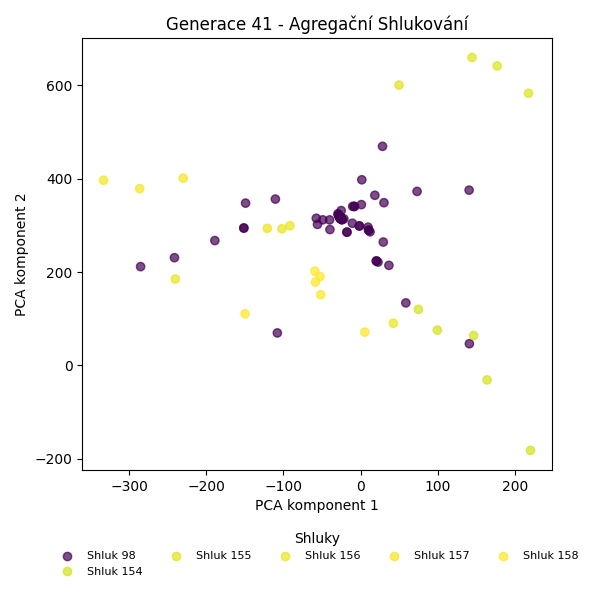 Generace 41 - Agregační Shlukování
PCA komponent 2
600
400
200
0
−200
−300
−200
−100
0
100
200
PCA komponent 1
Shluky
Shluk 98
Shluk 155
Shluk 156
Shluk 157
Shluk 158
Shluk 154